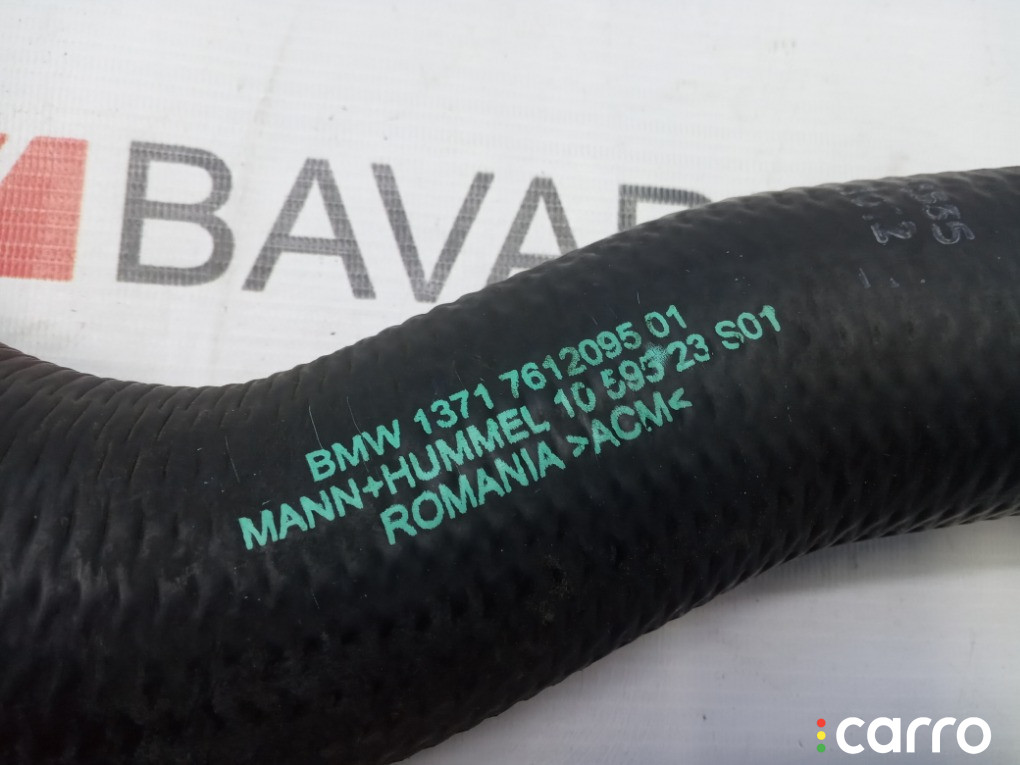 BAVAR
BMW 1371 7612095 01
MANN+HUMMEL 10 595 23 S01
ROMANIA >ACM<
carro